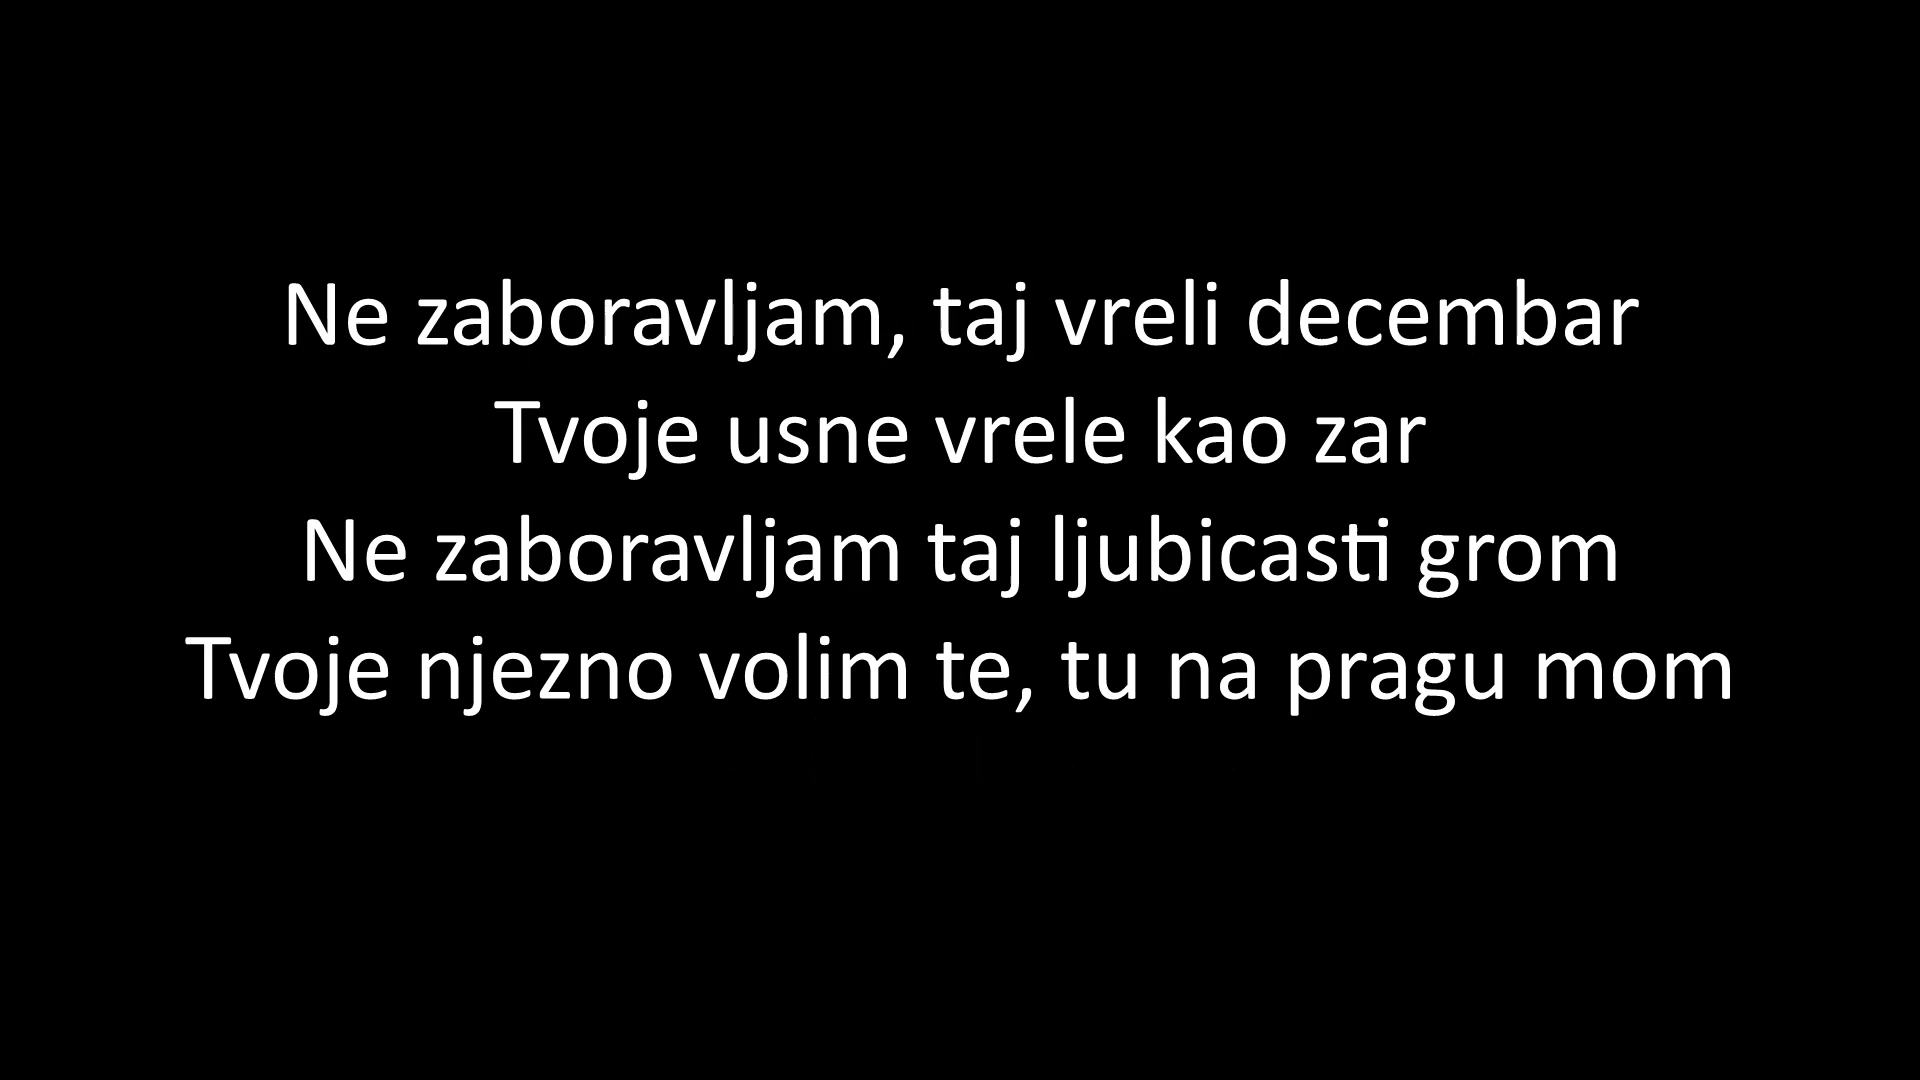 Ne zaboravljam, taj vreli decembar
Tvoje usne vrele kao zar
Ne zaboravljam taj ljubicasti grom
Tvoje njezno volim te, tu na pragu mom